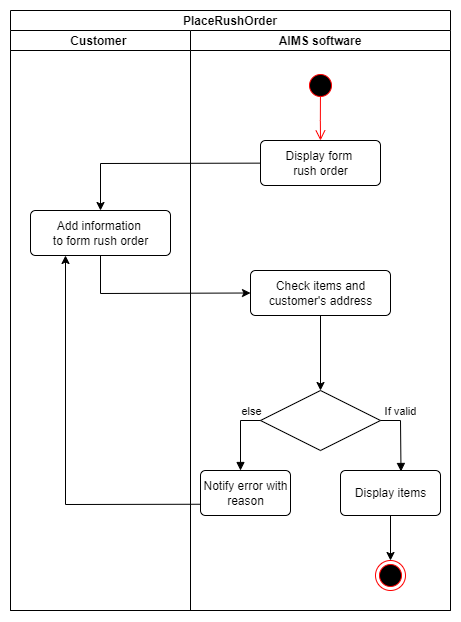 PlaceRushOrder
Customer
AIMS software
Display form
rush order
Add information
to form rush order
Check items and
customer's address
else
If valid
Notify error with
reason
Display items